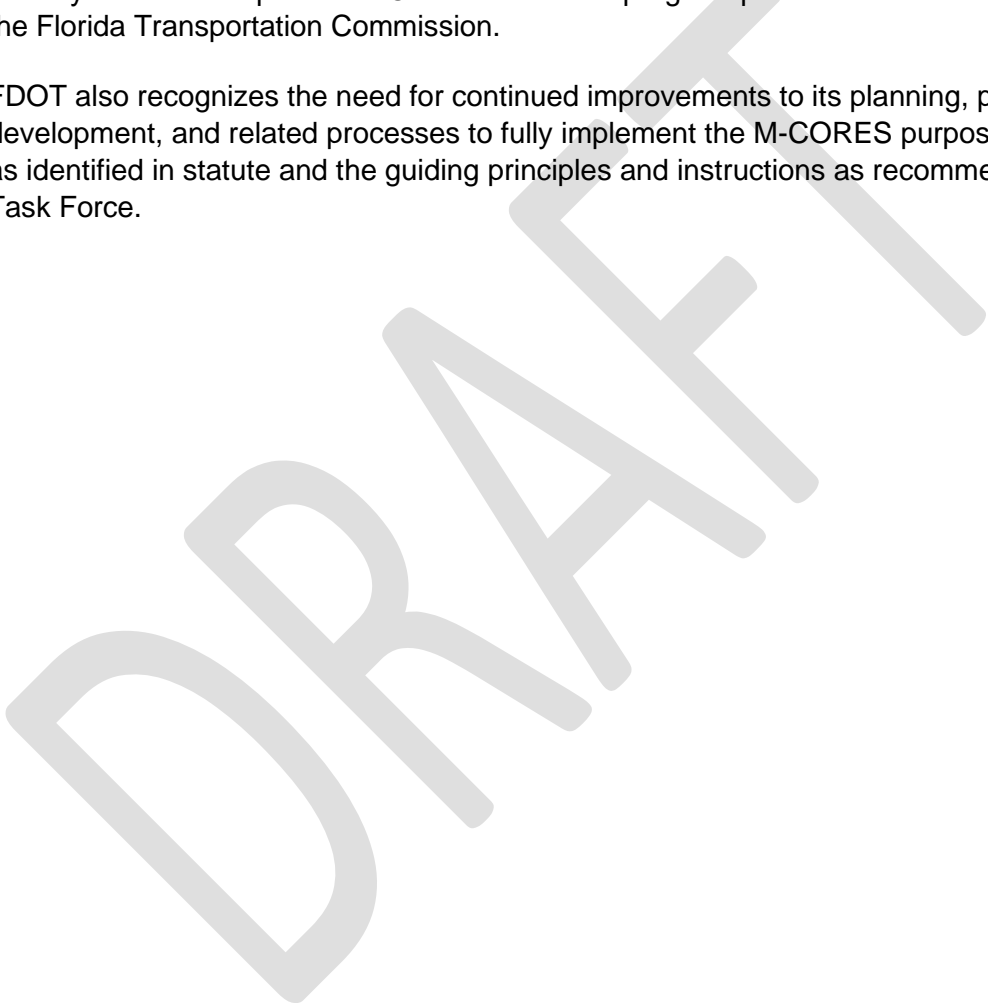 the Florida Transportation Commission.
FDOT also recognizes the need for continued improvements to its planning, p
development, and related processes to fully implement the M-CORES purpos
as identified in statute and the guiding principles and instructions as recomme
Task Force.
DRAFT